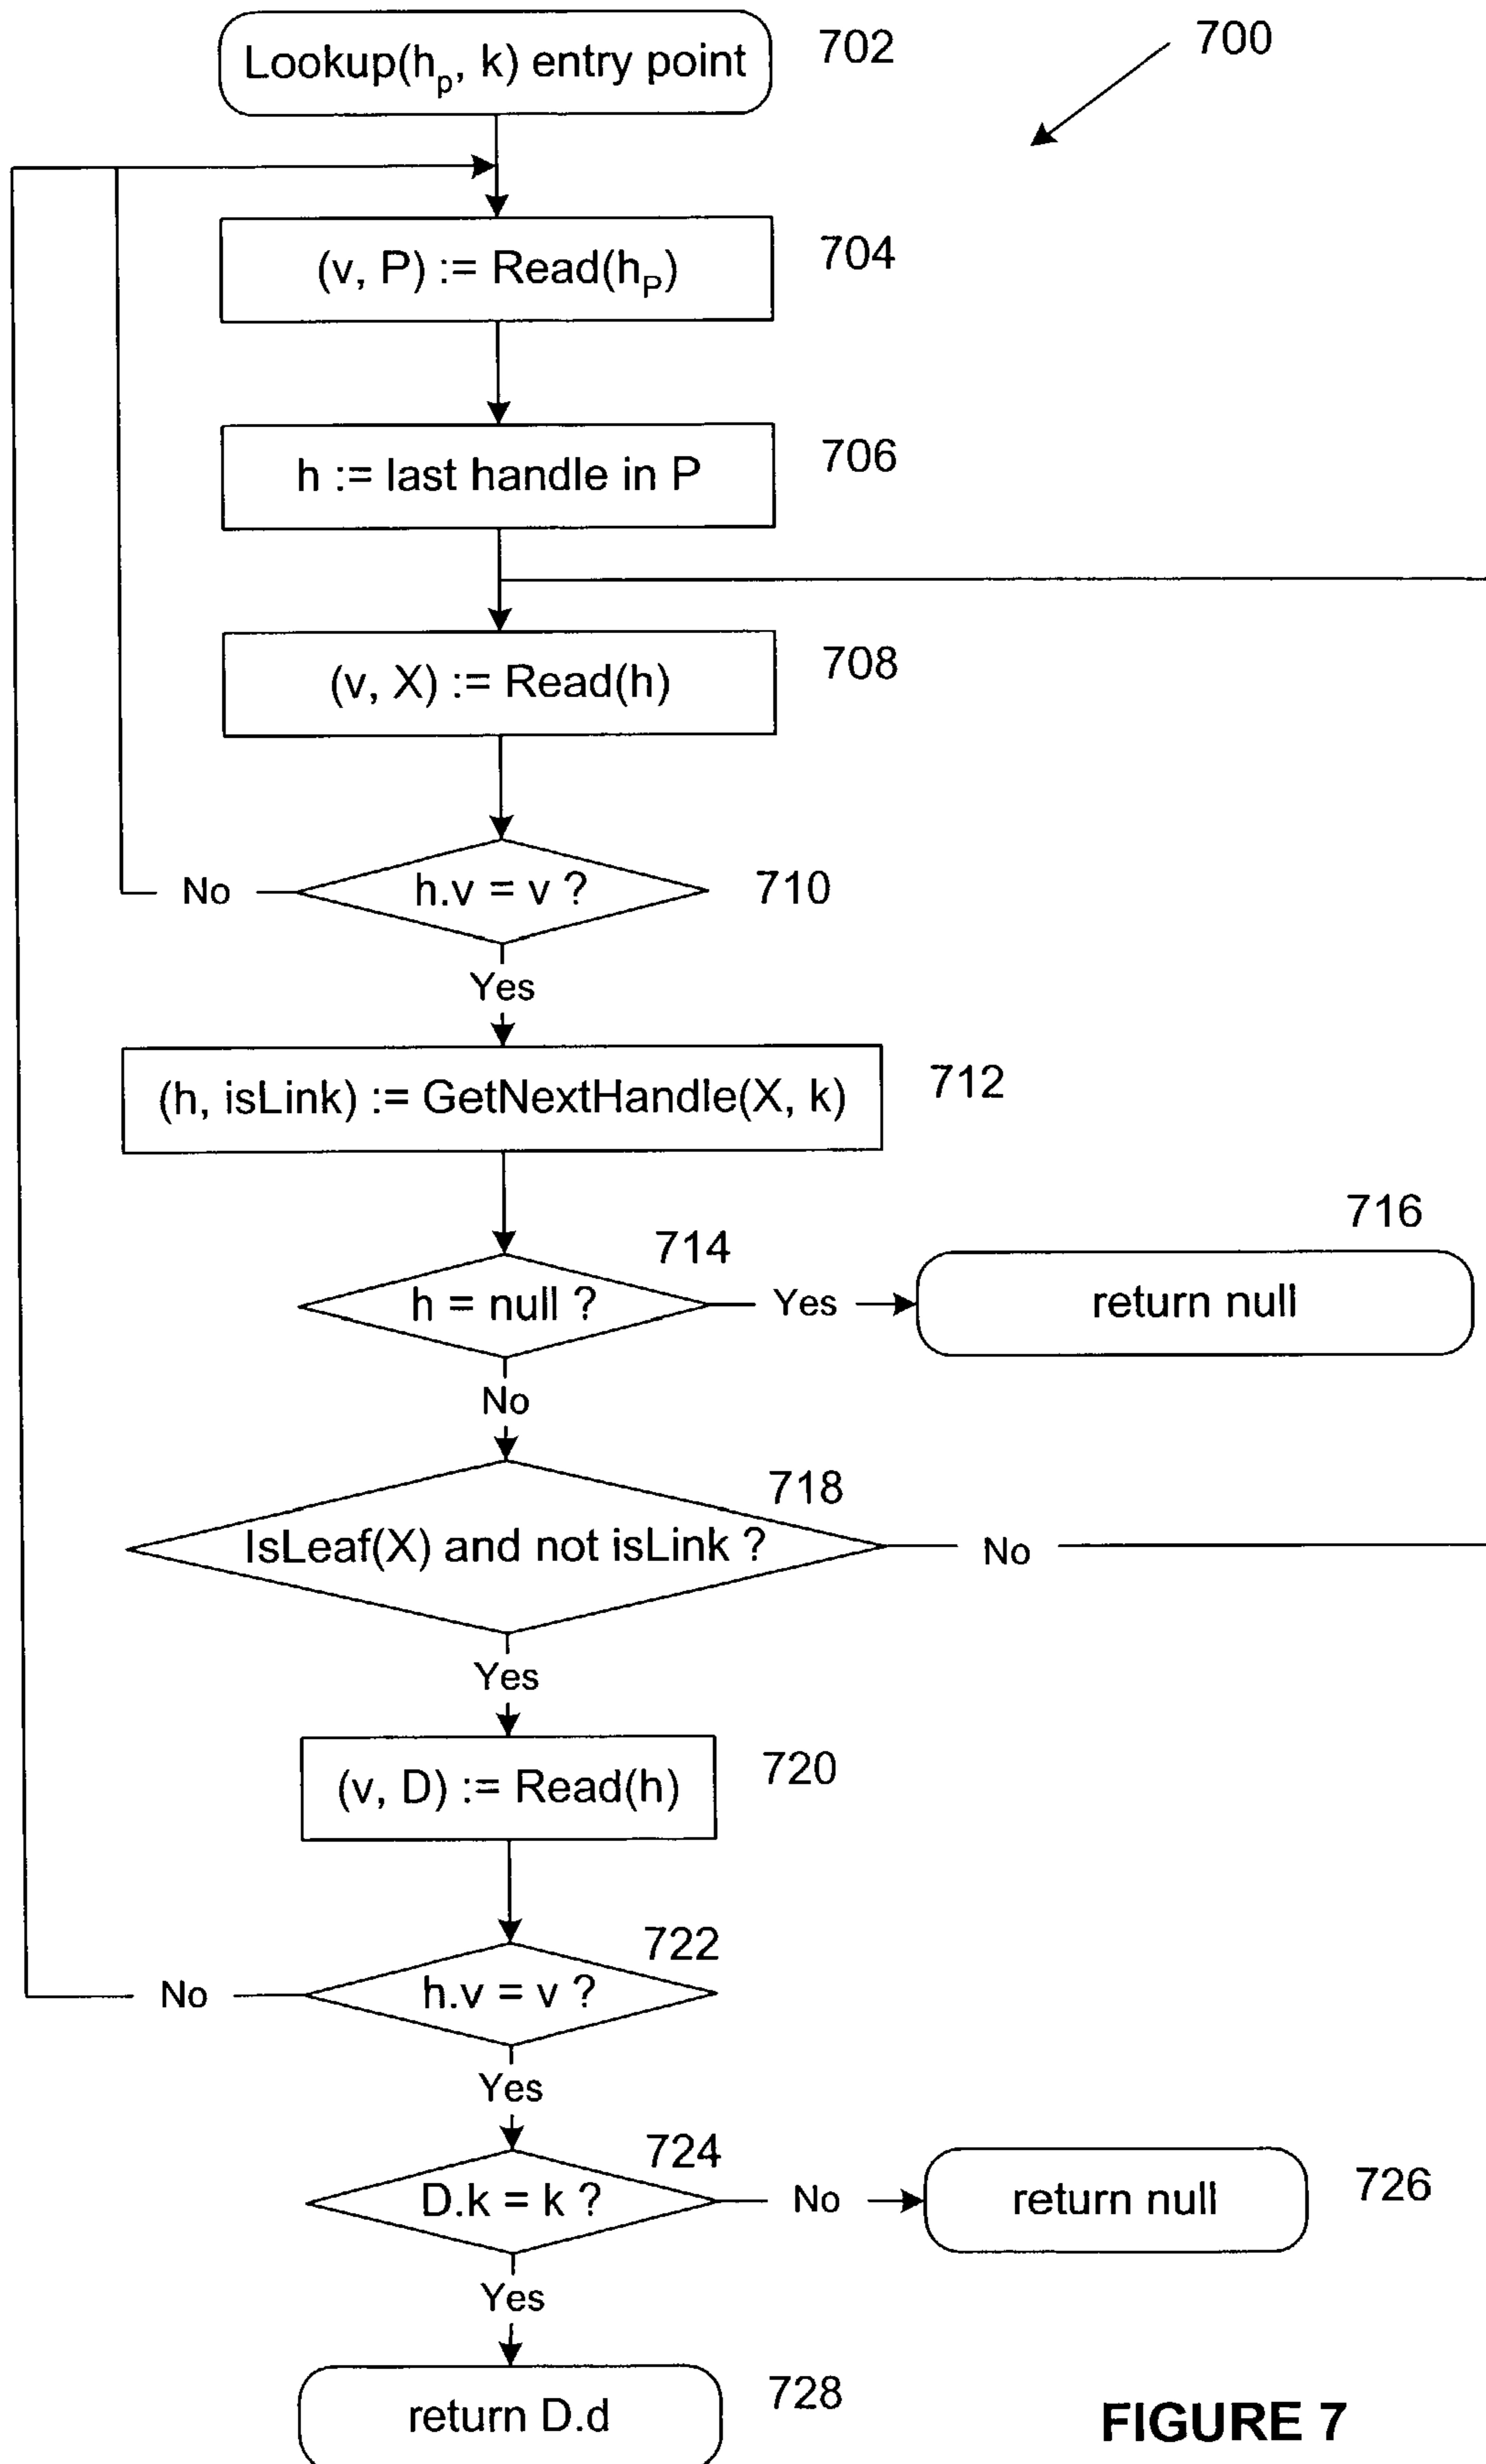 Lookup(hp, k) entry point
702
700
(v, P) := Read(hP)
704
h := last handle in P
706
(v, X) := Read(h)
708
h.v = v ?
710
No
Yes
(h, isLink) := GetNextHandle(X, k)
712
h = null ?
714
Yes
716
return null
No
IsLeaf(X) and not isLink ?
718
No
Yes
(v, D) := Read(h)
720
h.v = v ?
722
No
Yes
D.k = k ?
724
No
return null
726
Yes
return D.d
728
FIGURE 7